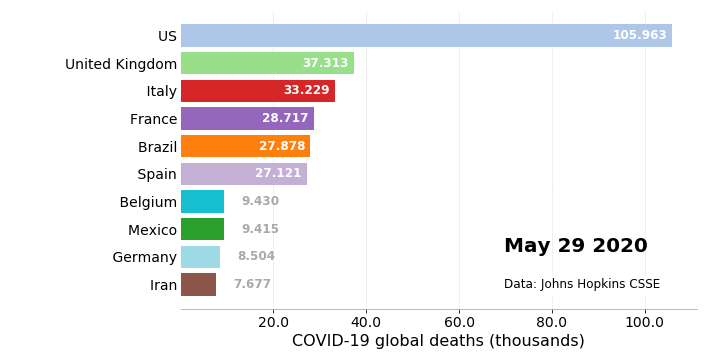 US 105.963
United Kingdom 37.313
Italy 33.229
France 28.717
Brazil 27.878
Spain 27.121
Belgium 9.430
Mexico 9.415
Germany 8.504
Iran 7.677
May 29 2020
Data: Johns Hopkins CSSE
20.0 40.0 60.0 80.0 100.0
COVID-19 global deaths (thousands)